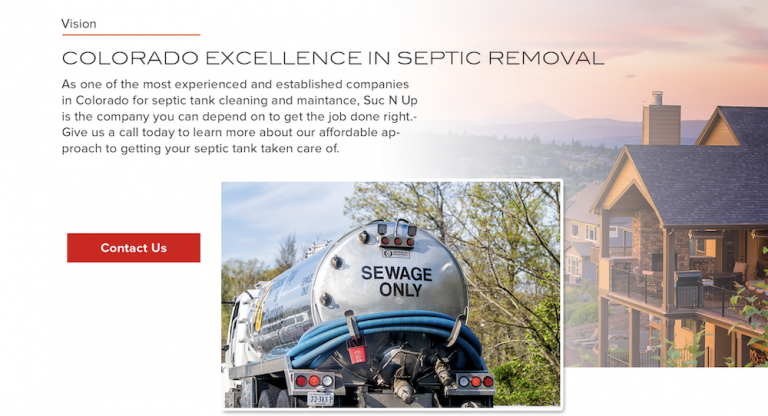 Vision
COLORADO EXCELLENCE IN SEPTIC REMOVAL
As one of the most experienced and established companies
in Colorado for septic tank cleaning and maintance, Suc N Up
is the company you can depend on to get the job done right.-
Give us a call today to learn more about our affordable ap-
proach to getting your septic tank taken care of.
Contact Us
SEWAGE
ONLY